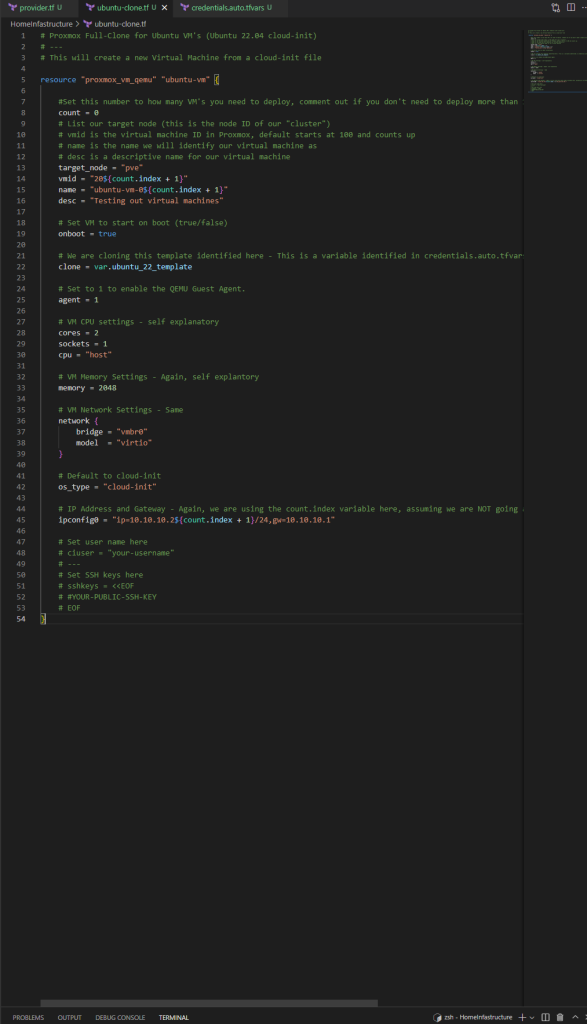 provider.tf U
ubuntu-clone.tf U
credentials.auto.tfvars U
HomeInfastructure > ubuntu-clone.tf
1 # Proxmox Full-Clone for Ubuntu VM's (Ubuntu 22.04 cloud-init)
2 # ---
3 # This will create a new Virtual Machine from a cloud-init file
4
5 resource "proxmox_vm_qemu" "ubuntu-vm" {
6
7 #Set this number to how many VM's you need to deploy, comment out if you don't need to deploy more than
8 count = 0
9 # List our target node (this is the node ID of our "cluster")
10 # vmid is the virtual machine ID in Proxmox, default starts at 100 and counts up
11 # name is the name we will identify our virtual machine as
12 # desc is a descriptive name for our virtual machine
13 target_node = "pve"
14 vmid = "20${count.index + 1}"
15 name = "ubuntu-vm-0${count.index + 1}"
16 desc = "Testing out virtual machines"
17
18 # Set VM to start on boot (true/false)
19 onboot = true
20
21 # We are cloning this template identified here - This is a variable identified in credentials.auto.tfvar
22 clone = var.ubuntu_22_template
23
24 # Set to 1 to enable the QEMU Guest Agent.
25 agent = 1
26
27 # VM CPU settings - self explanatory
28 cores = 2
29 sockets = 1
30 cpu = "host"
31
32 # VM Memory Settings - Again, self explantory
33 memory = 2048
34
35 # VM Network Settings - Same
36 network {
37 bridge = "vmbr0"
38 model = "virtio"
39 }
40
41 # Default to cloud-init
42 os_type = "cloud-init"
43
44 # IP Address and Gateway - Again, we are using the count.index variable here, assuming we are NOT going
45 ipconfig0 = "ip=10.10.10.2${count.index + 1}/24,gw=10.10.10.1"
46
47 # Set user name here
48 # ciuser = "your-username"
49 # ---
50 # Set SSH keys here
51 # sshkeys = <<EOF
52 # #YOUR-PUBLIC-SSH-KEY
53 # EOF
54 }
PROBLEMS OUTPUT DEBUG CONSOLE TERMINAL zsh - HomeInfastructure